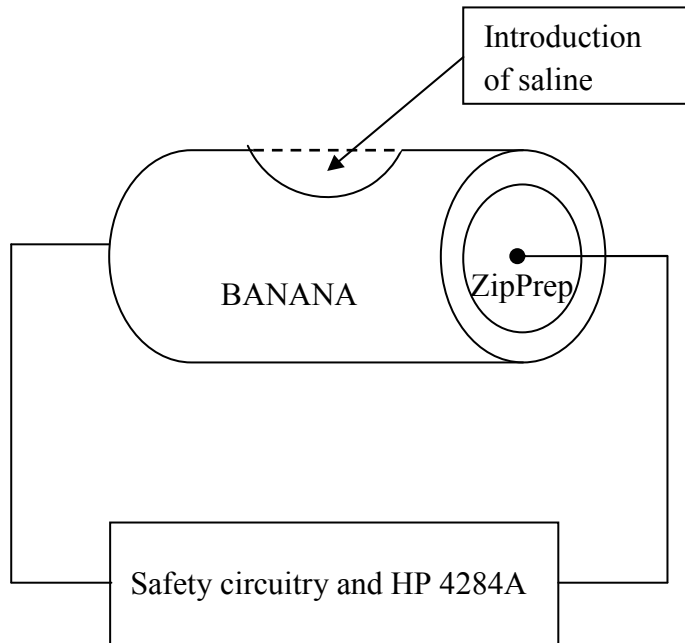 Introduction
of saline
BANANA
ZipPrep
Safety circuitry and HP 4284A